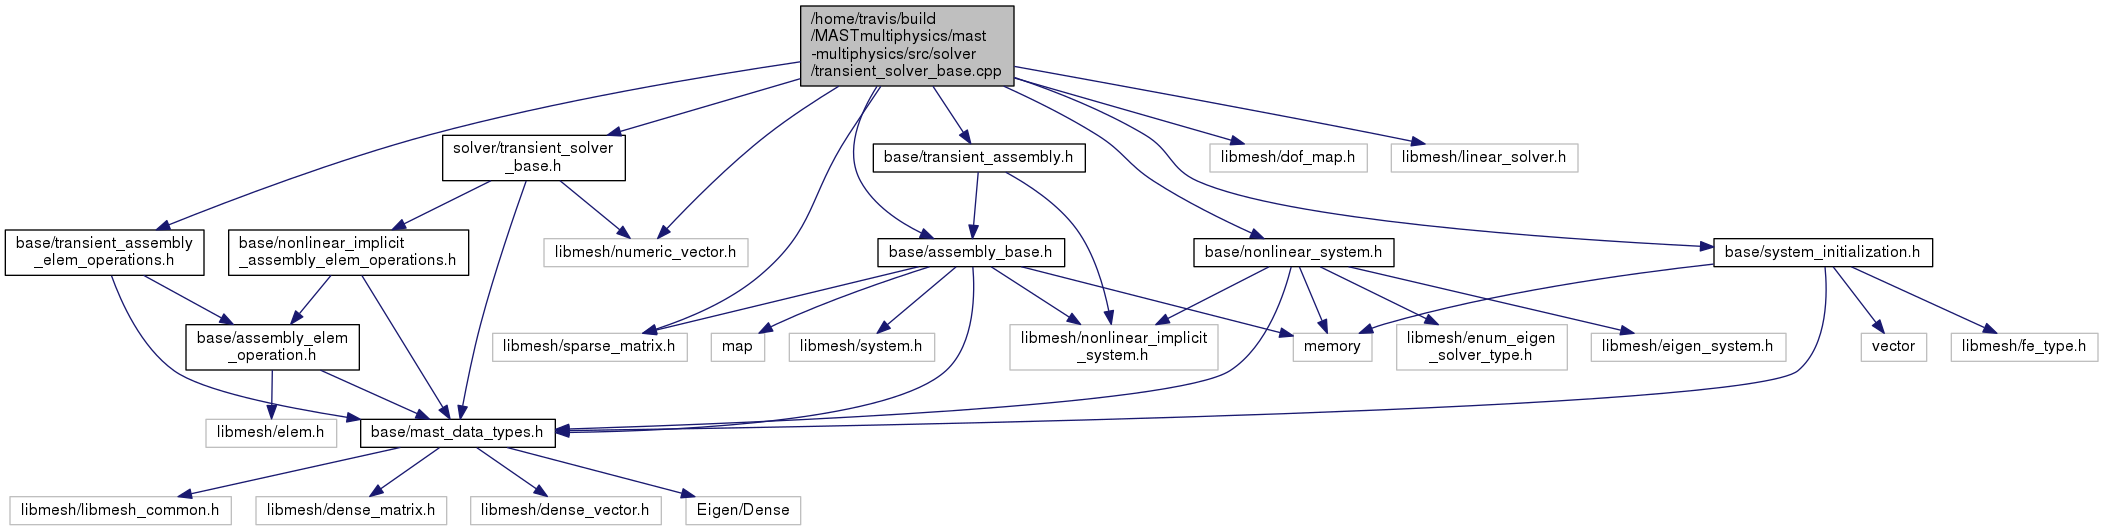 /home/travis/build
/MASTmultiphysics/mast
-multiphysics/src/solver
/transient_solver_base.cpp
solver/transient_solver
_base.h
base/transient_assembly.h
libmesh/dof_map.h
libmesh/linear_solver.h
base/transient_assembly
_elem_operations.h
base/nonlinear_implicit
_assembly_elem_operations.h
libmesh/numeric_vector.h
base/assembly_base.h
base/nonlinear_system.h
base/system_initialization.h
base/assembly_elem
_operation.h
libmesh/sparse_matrix.h
map
libmesh/system.h
libmesh/nonlinear_implicit
_system.h
memory
libmesh/enum_eigen
_solver_type.h
libmesh/eigen_system.h
vector
libmesh/fe_type.h
libmesh/elem.h
base/mast_data_types.h
libmesh/libmesh_common.h
libmesh/dense_matrix.h
libmesh/dense_vector.h
Eigen/Dense